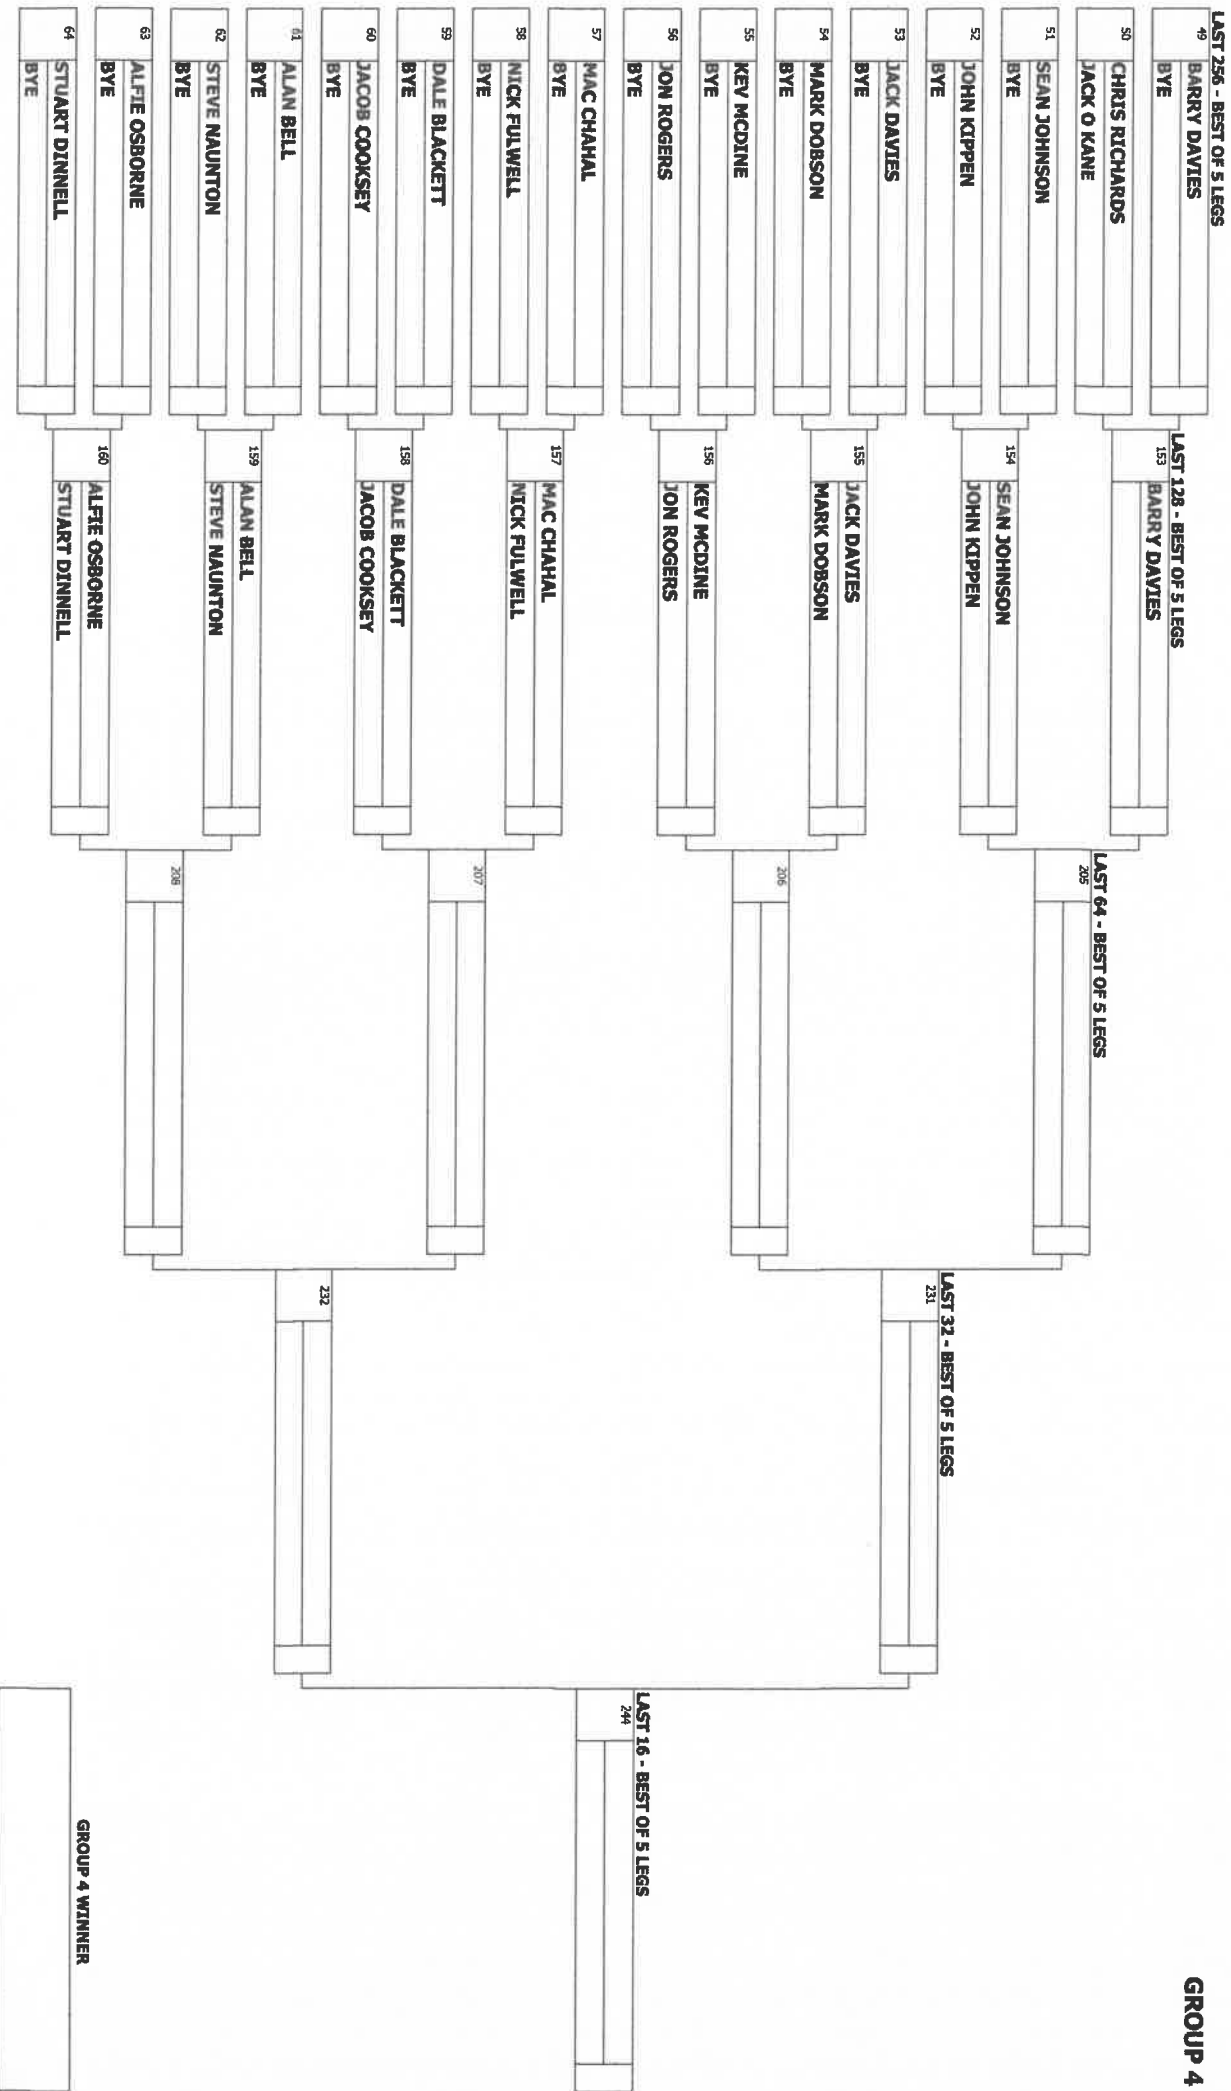 GROUP 4
LAST 256 - BEST OF 5 LEGS
49
BARRY DAVIES
BYE
50
CHRIS RICHARDS
JACK O KANE
51
SEAN JOHNSON
BYE
52
JOHN KIPPEN
BYE
53
JACK DAVIES
BYE
54
MARK DOBSON
BYE
55
KEV MCDINE
BYE
56
JON ROGERS
BYE
57
MAC CHAHAL
BYE
58
NICK FULWELL
BYE
59
DALE BLACKETT
BYE
60
JACOB COOKSEY
BYE
61
ALAN BELL
BYE
62
STEVE NAUNTON
BYE
63
ALFIE OSBORNE
BYE
64
STUART DINNELL
BYE
LAST 128 - BEST OF 5 LEGS
153
BARRY DAVIES
154
SEAN JOHNSON
JOHN KIPPEN
155
JACK DAVIES
MARK DOBSON
156
KEV MCDINE
JON ROGERS
157
MAC CHAHAL
NICK FULWELL
158
DALE BLACKETT
JACOB COOKSEY
159
ALAN BELL
STEVE NAUNTON
160
ALFIE OSBORNE
STUART DINNELL
LAST 64 - BEST OF 5 LEGS
205
206
207
208
LAST 32 - BEST OF 5 LEGS
231
232
LAST 16 - BEST OF 5 LEGS
244
GROUP 4 WINNER